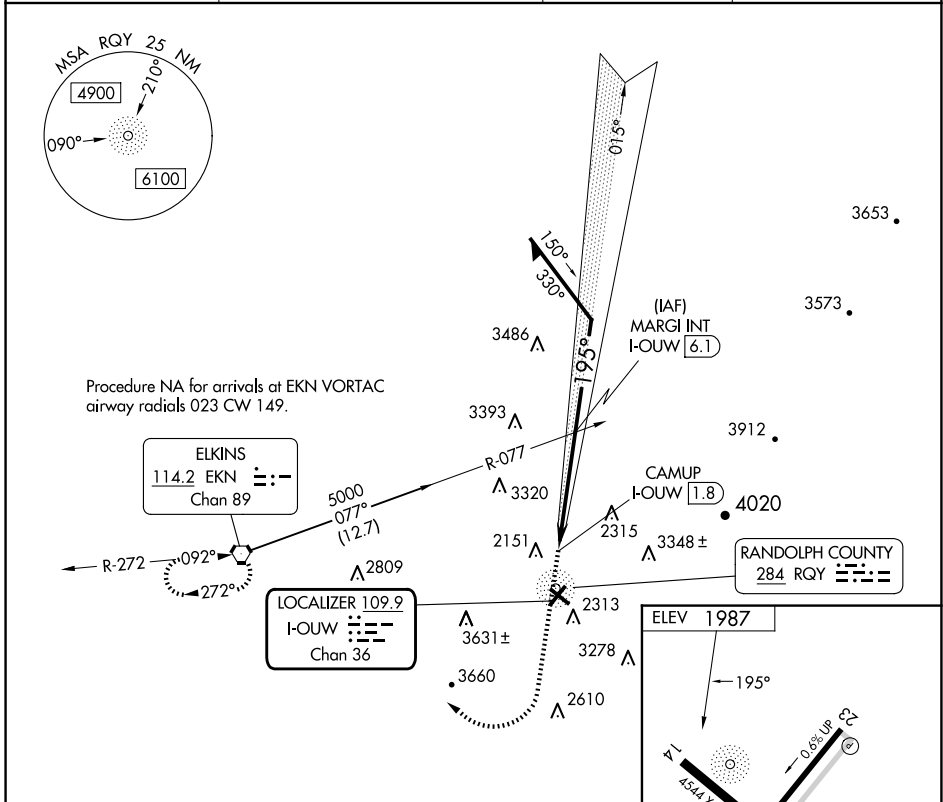 MSA RQY 25 NM
210°
4900
090°
6100
015°
3653
150°
330°
(IAF)
MARGI INT
I-OUW 6.1
3573
3486
195°
Procedure NA for arrivals at EKN VORTAC
airway radials 023 CW 149.
3393
3912
R-077
ELKINS
114.2 EKN
Chan 89
CAMUP
I-OUW 1.8
5000
077°
(12.7)
3320
4020
2315
2151
3348±
R-272
092°
272°
2809
RANDOLPH COUNTY
284 RQY
LOCALIZER 109.9
I-OUW
Chan 36
2313
3631±
3278
3660
2610
ELEV 1987
195°
23
0.6% UP
P
14
4544 X